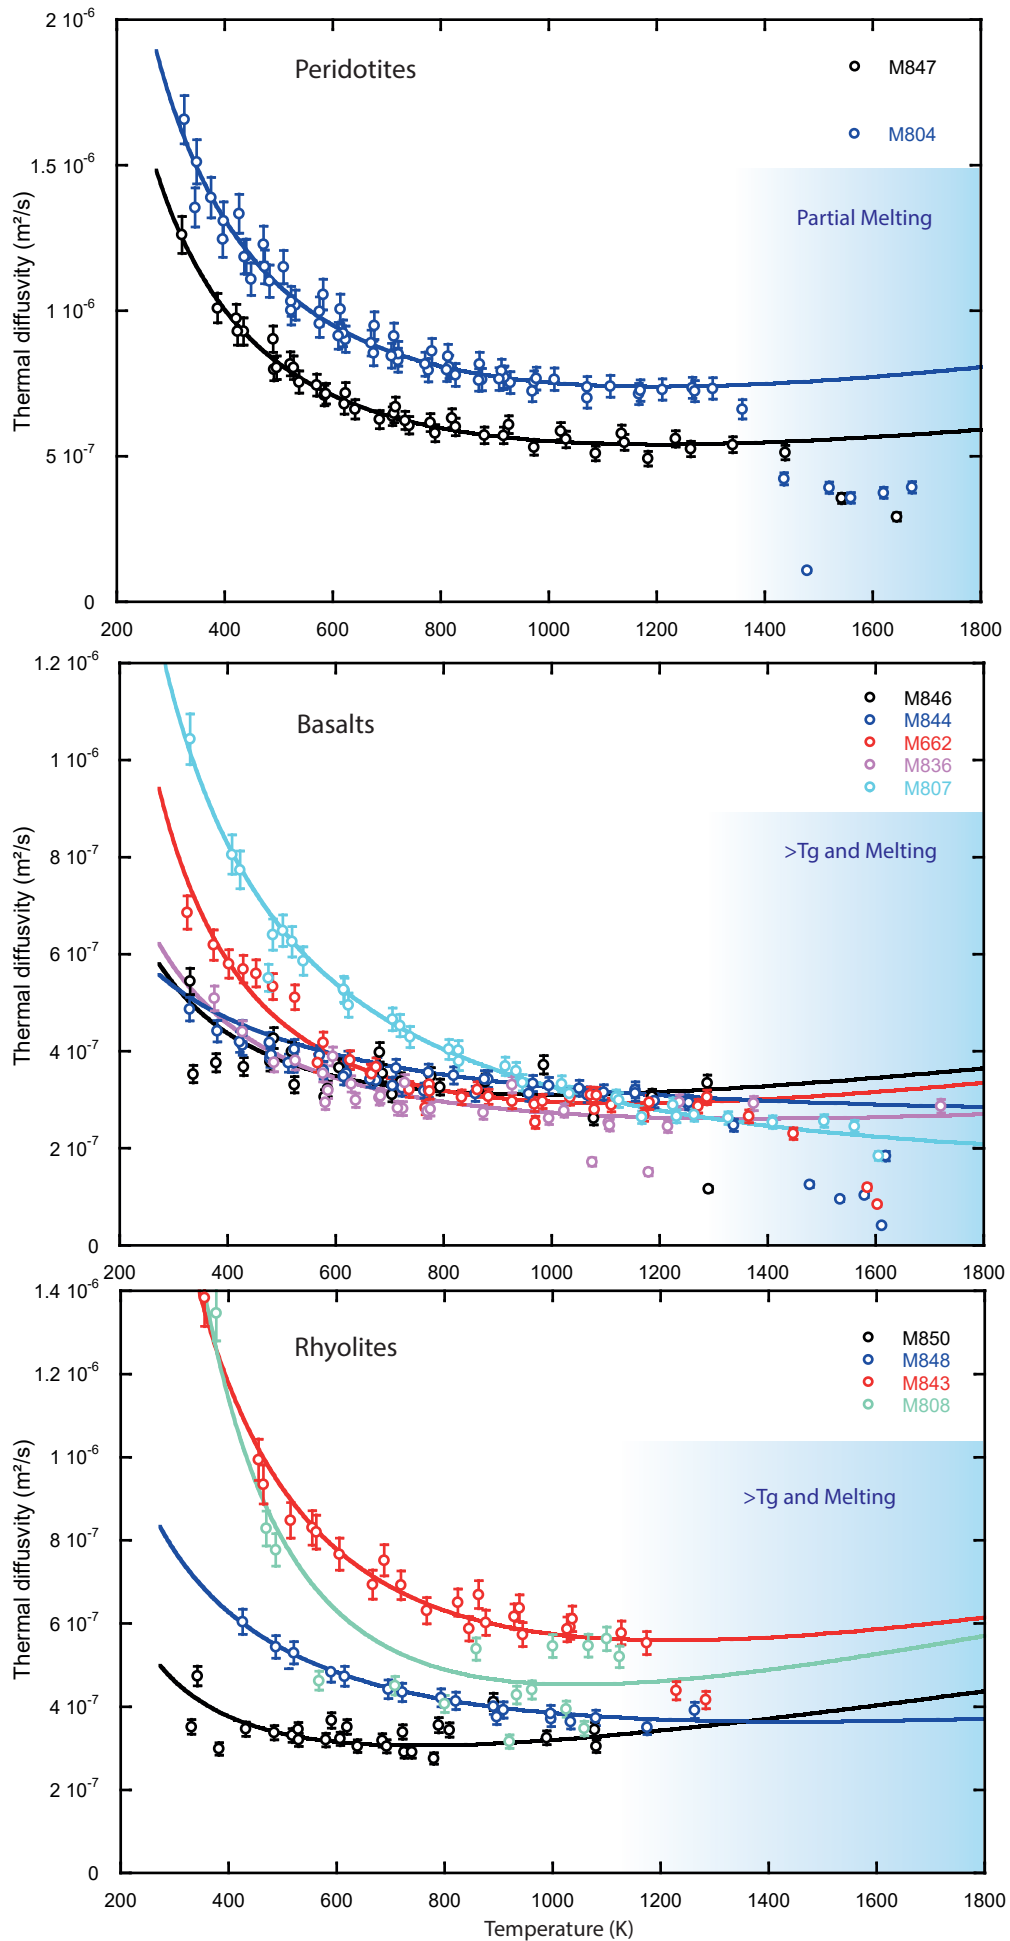 2 10⁻⁶
Peridotites
M847
M804
1.5 10⁻⁶
Partial Melting
Thermal diffusvity (m²/s)
1 10⁻⁶
5 10⁻⁷
0
200 400 600 800 1000 1200 1400 1600 1800
1.2 10⁻⁶
Basalts
M846
M844
M662
M836
M807
1 10⁻⁶
>Tg and Melting
8 10⁻⁷
Thermal diffusvity (m²/s)
6 10⁻⁷
4 10⁻⁷
2 10⁻⁷
0
200 400 600 800 1000 1200 1400 1600 1800
1.4 10⁻⁶
Rhyolites
M850
M848
M843
M808
1.2 10⁻⁶
1 10⁻⁶
>Tg and Melting
Thermal diffusvity (m²/s)
8 10⁻⁷
6 10⁻⁷
4 10⁻⁷
2 10⁻⁷
0
200 400 600 800 1000 1200 1400 1600 1800
Temperature (K)